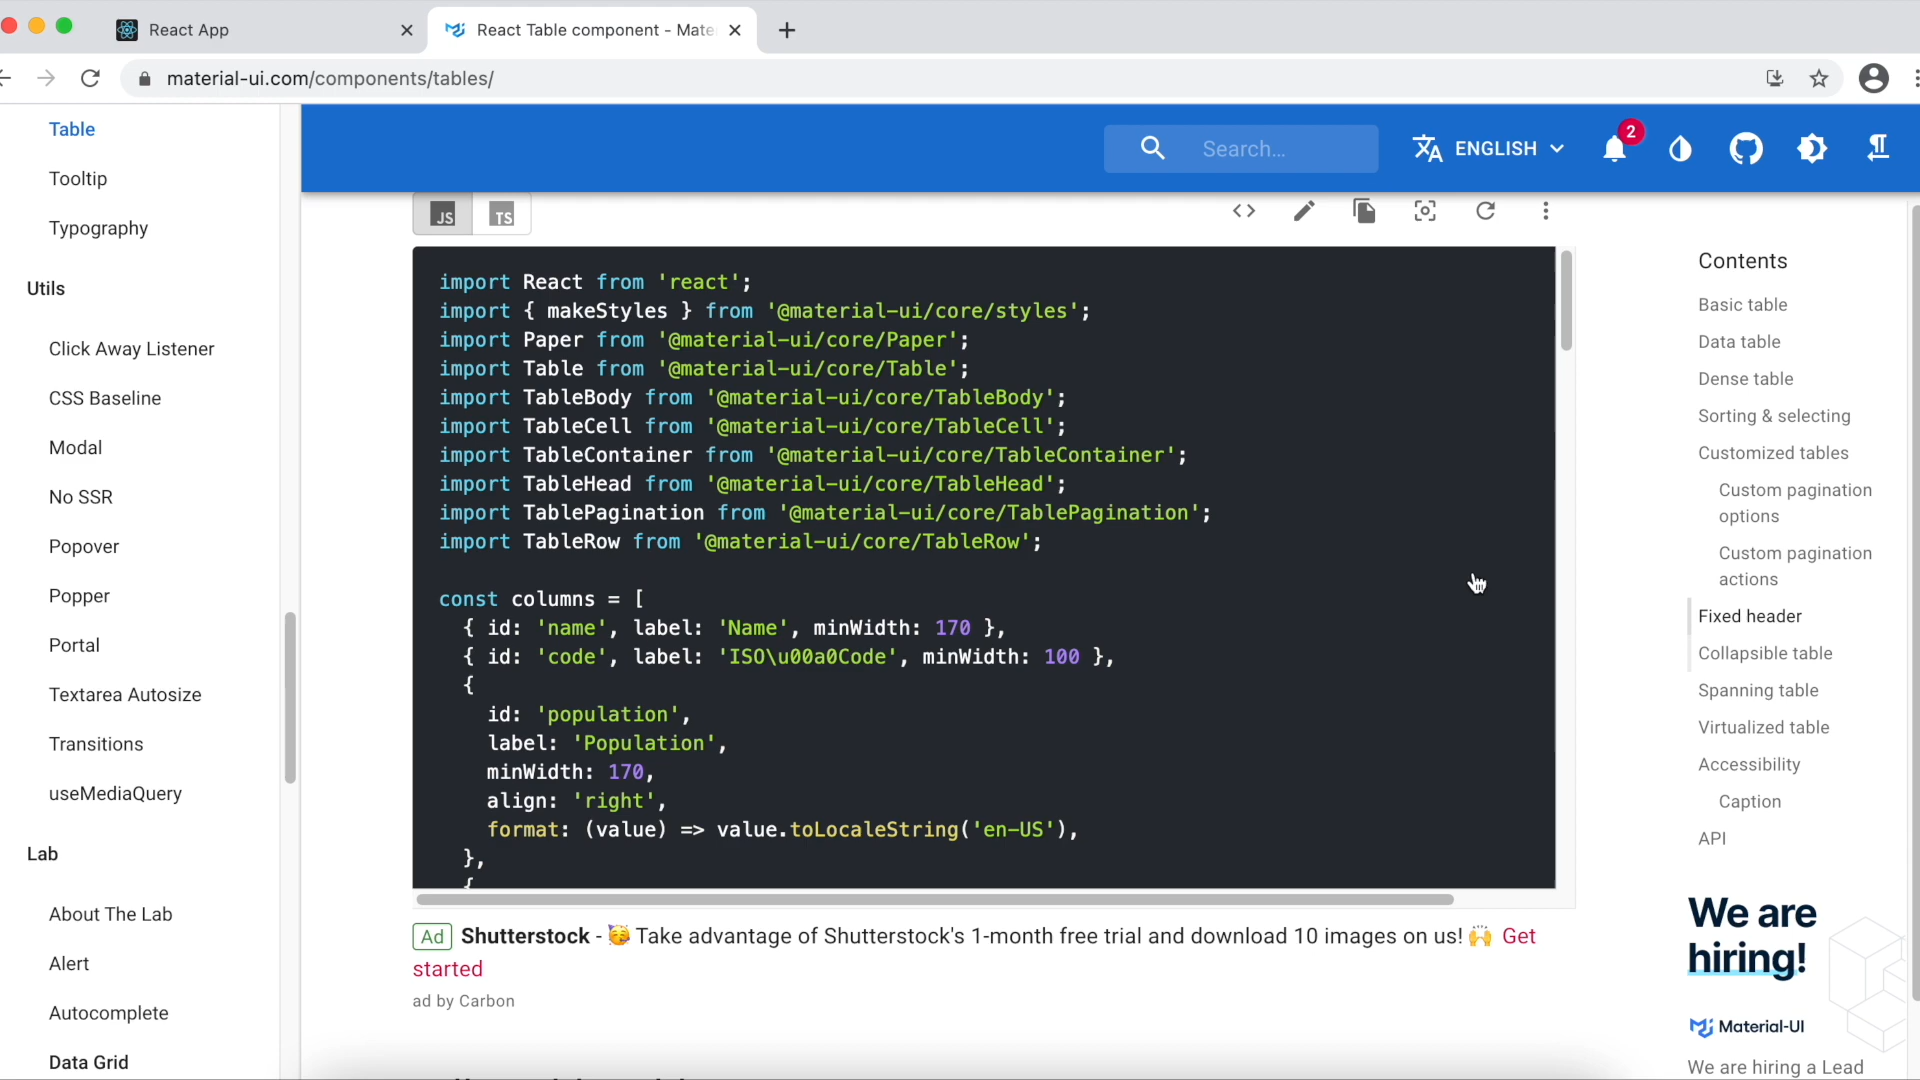 React App
React Table component - Mate
material-ui.com/components/tables/
Table
Tooltip
Typography
Utils
Click Away Listener
CSS Baseline
Modal
No SSR
Popover
Popper
Portal
Textarea Autosize
Transitions
useMediaQuery
Lab
About The Lab
Alert
Autocomplete
Data Grid
Search…
ENGLISH
2
JS
TS
import React from 'react';
import { makeStyles } from '@material-ui/core/styles';
import Paper from '@material-ui/core/Paper';
import Table from '@material-ui/core/Table';
import TableBody from '@material-ui/core/TableBody';
import TableCell from '@material-ui/core/TableCell';
import TableContainer from '@material-ui/core/TableContainer';
import TableHead from '@material-ui/core/TableHead';
import TablePagination from '@material-ui/core/TablePagination';
import TableRow from '@material-ui/core/TableRow';
const columns = [
{ id: 'name', label: 'Name', minWidth: 170 },
{ id: 'code', label: 'ISO\u00a0Code', minWidth: 100 },
{
id: 'population',
label: 'Population',
minWidth: 170,
align: 'right',
format: (value) => value.toLocaleString('en-US'),
},
{
Ad Shutterstock - 🥳 Take advantage of Shutterstock's 1-month free trial and download 10 images on us! 🙌 Get
started
ad by Carbon
Contents
Basic table
Data table
Dense table
Sorting & selecting
Customized tables
Custom pagination
options
Custom pagination
actions
Fixed header
Collapsible table
Spanning table
Virtualized table
Accessibility
Caption
API
We are
hiring!
Material-UI
We are hiring a Lead